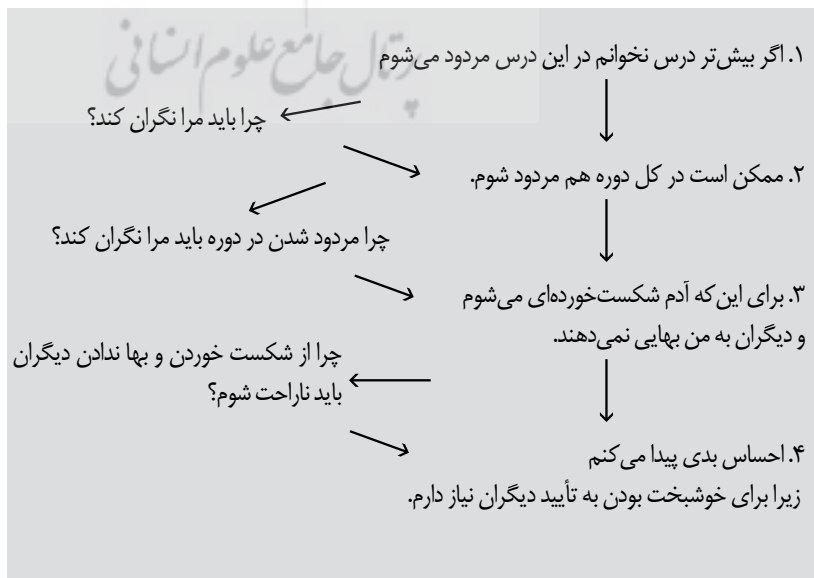 پرتال جامع علوم انسانی
۱. اگر بیش‌تر درس نخوانم در این درس مردود می‌شوم
چرا باید مرا نگران کند؟
۲. ممکن است در کل دوره هم مردود شوم.
چرا مردود شدن در دوره باید مرا نگران کند؟
۳. برای این‌که آدم شکست‌خورده‌ای می‌شوم
و دیگران به من بهایی نمی‌دهند.
چرا از شکست خوردن و بها ندادن دیگران
باید ناراحت شوم؟
۴. احساس بدی پیدا می‌کنم
زیرا برای خوشبخت بودن به تأیید دیگران نیاز دارم.